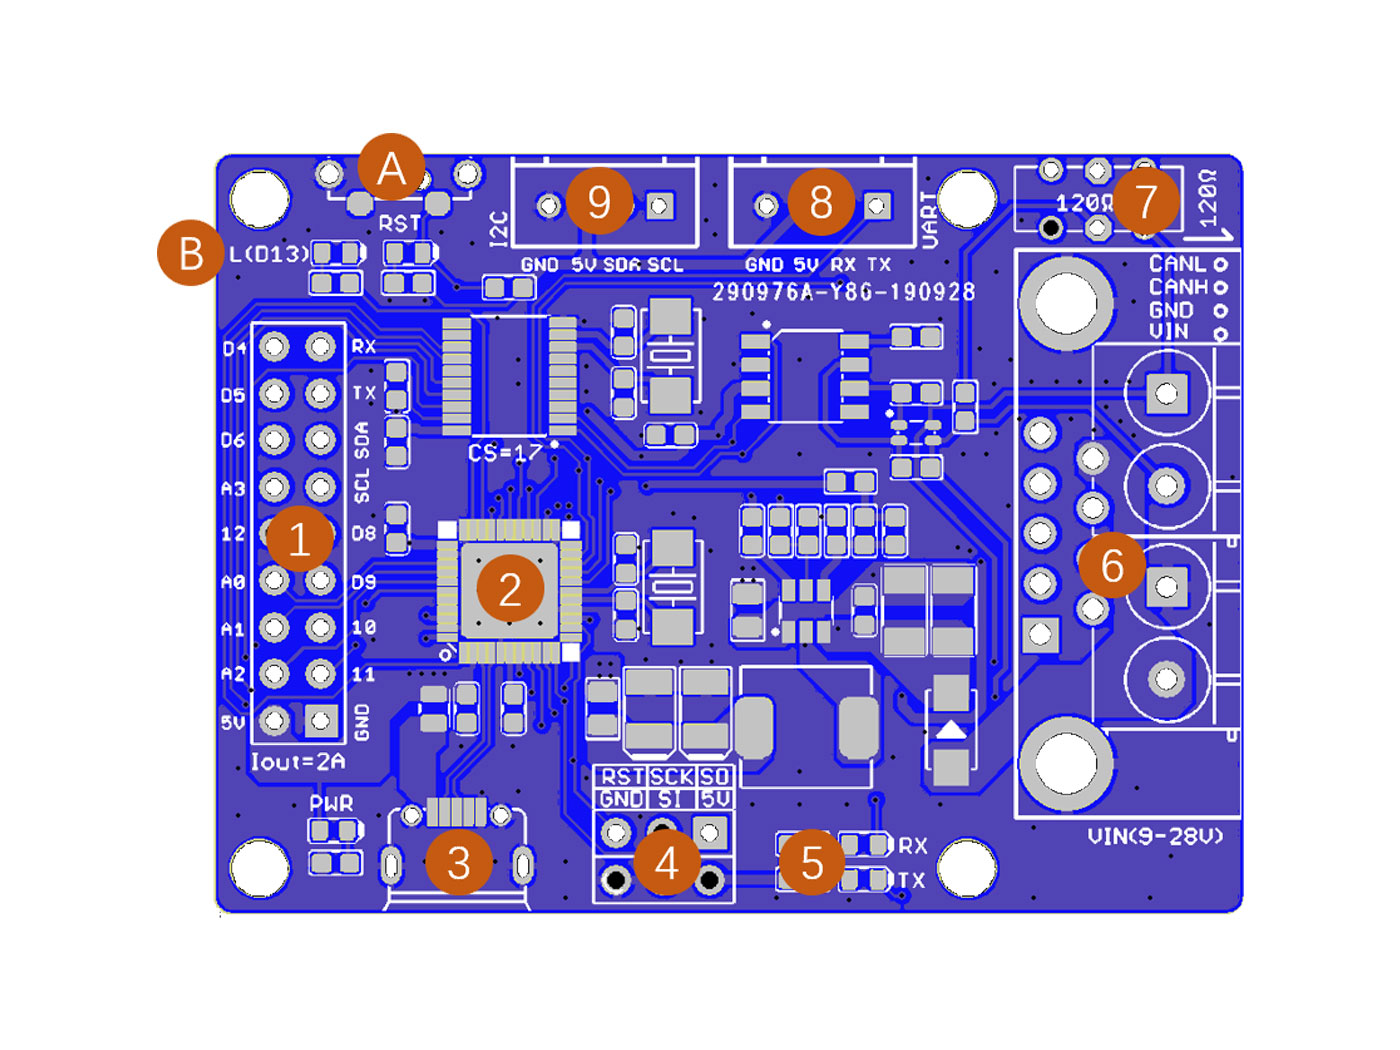 A
9
8
7
120Ω
120Ω
B
L(D13)
RST
I2C
UART
GND 5V SDA SCL
GND 5V RX TX
290976A-Y86-190928
CANL
CANH
GND
VIN
D4
RX
D5
TX
D6
SDA
A3
SCL
CS=17
12
1
D8
A0
D9
2
6
A1
10
A2
11
5V
GND
Iout=2A
PWR
RST SCK SO
GND SI 5V
3
4
5
RX
TX
VIN(9-28V)